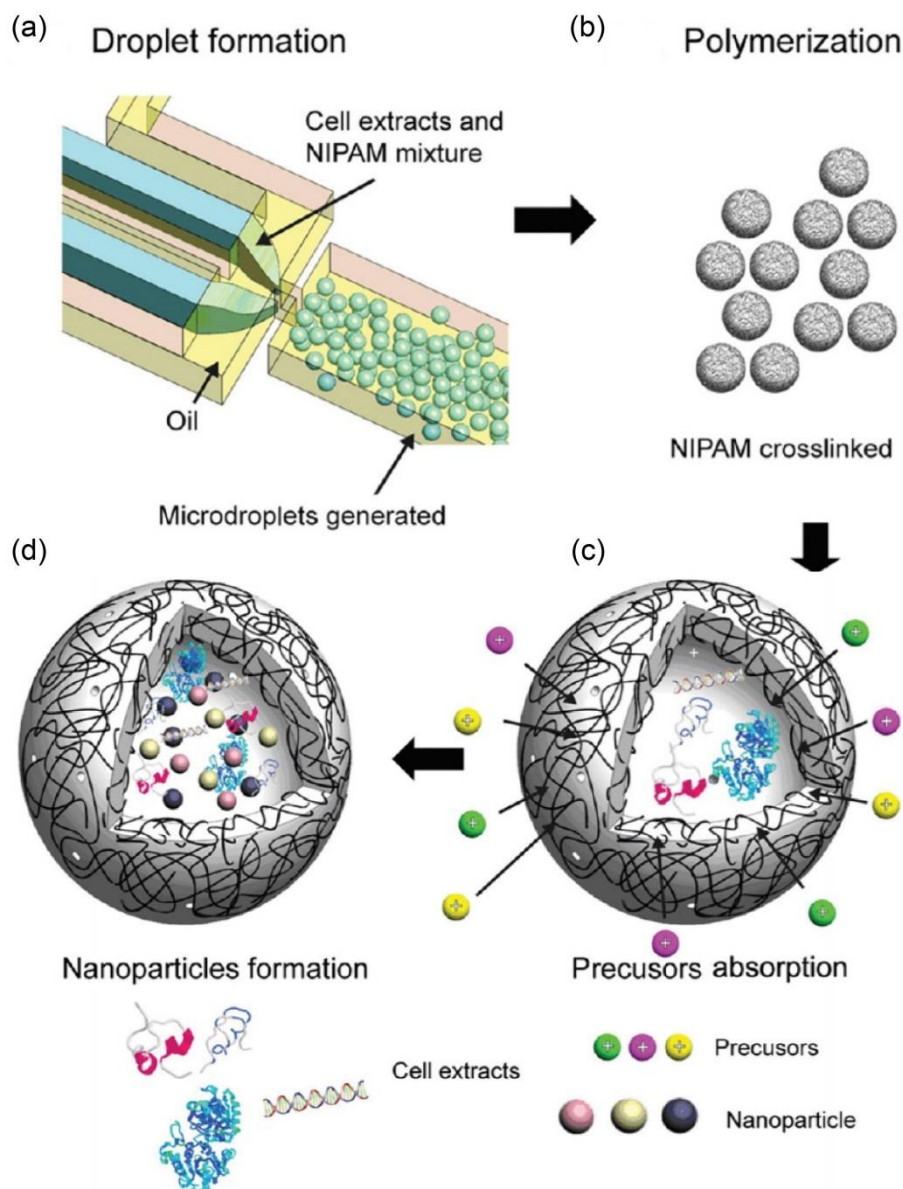 (a)
Droplet formation
Cell extracts and
NIPAM mixture
Oil
Microdroplets generated
(b)
Polymerization
NIPAM crosslinked
(d)
Nanoparticles formation
(c)
Precusors absorption
Cell extracts
Precusors
Nanoparticle